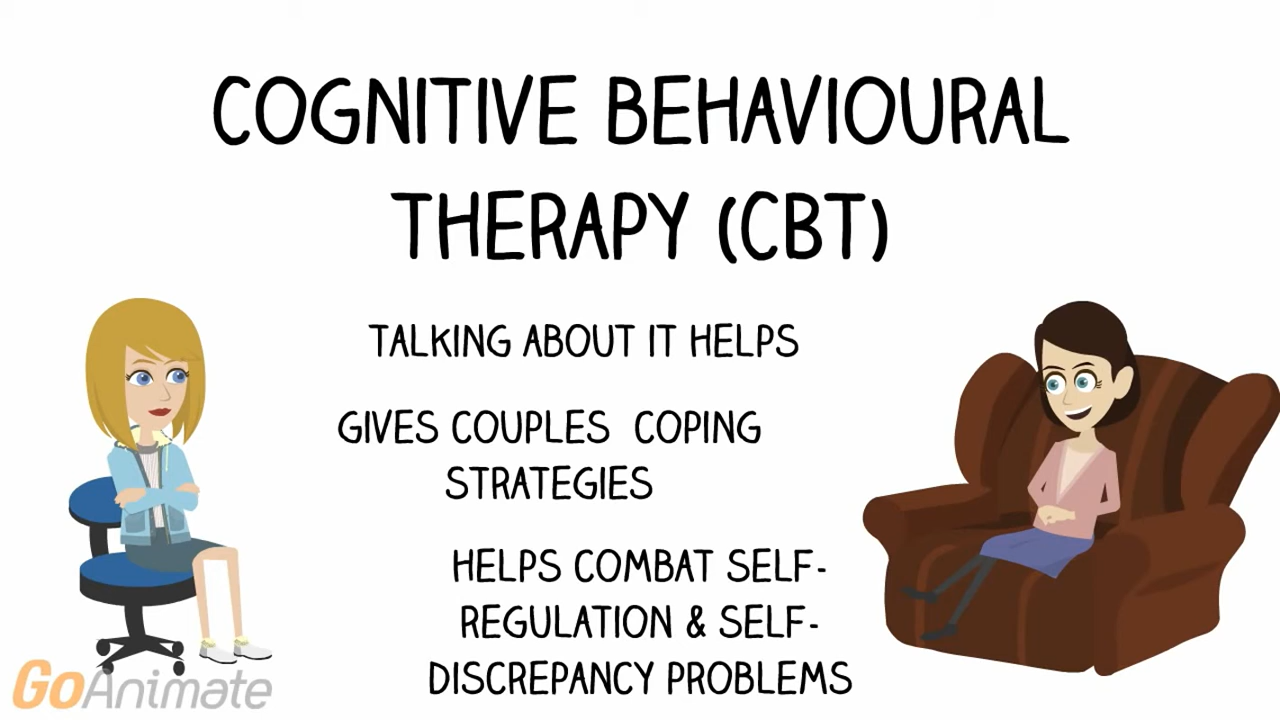 COGNITIVE BEHAVIOURAL
THERAPY (CBT)
TALKING ABOUT IT HELPS
GIVES COUPLES COPING
STRATEGIES
HELPS COMBAT SELF-
REGULATION & SELF-
DISCREPANCY PROBLEMS
GoAnimate